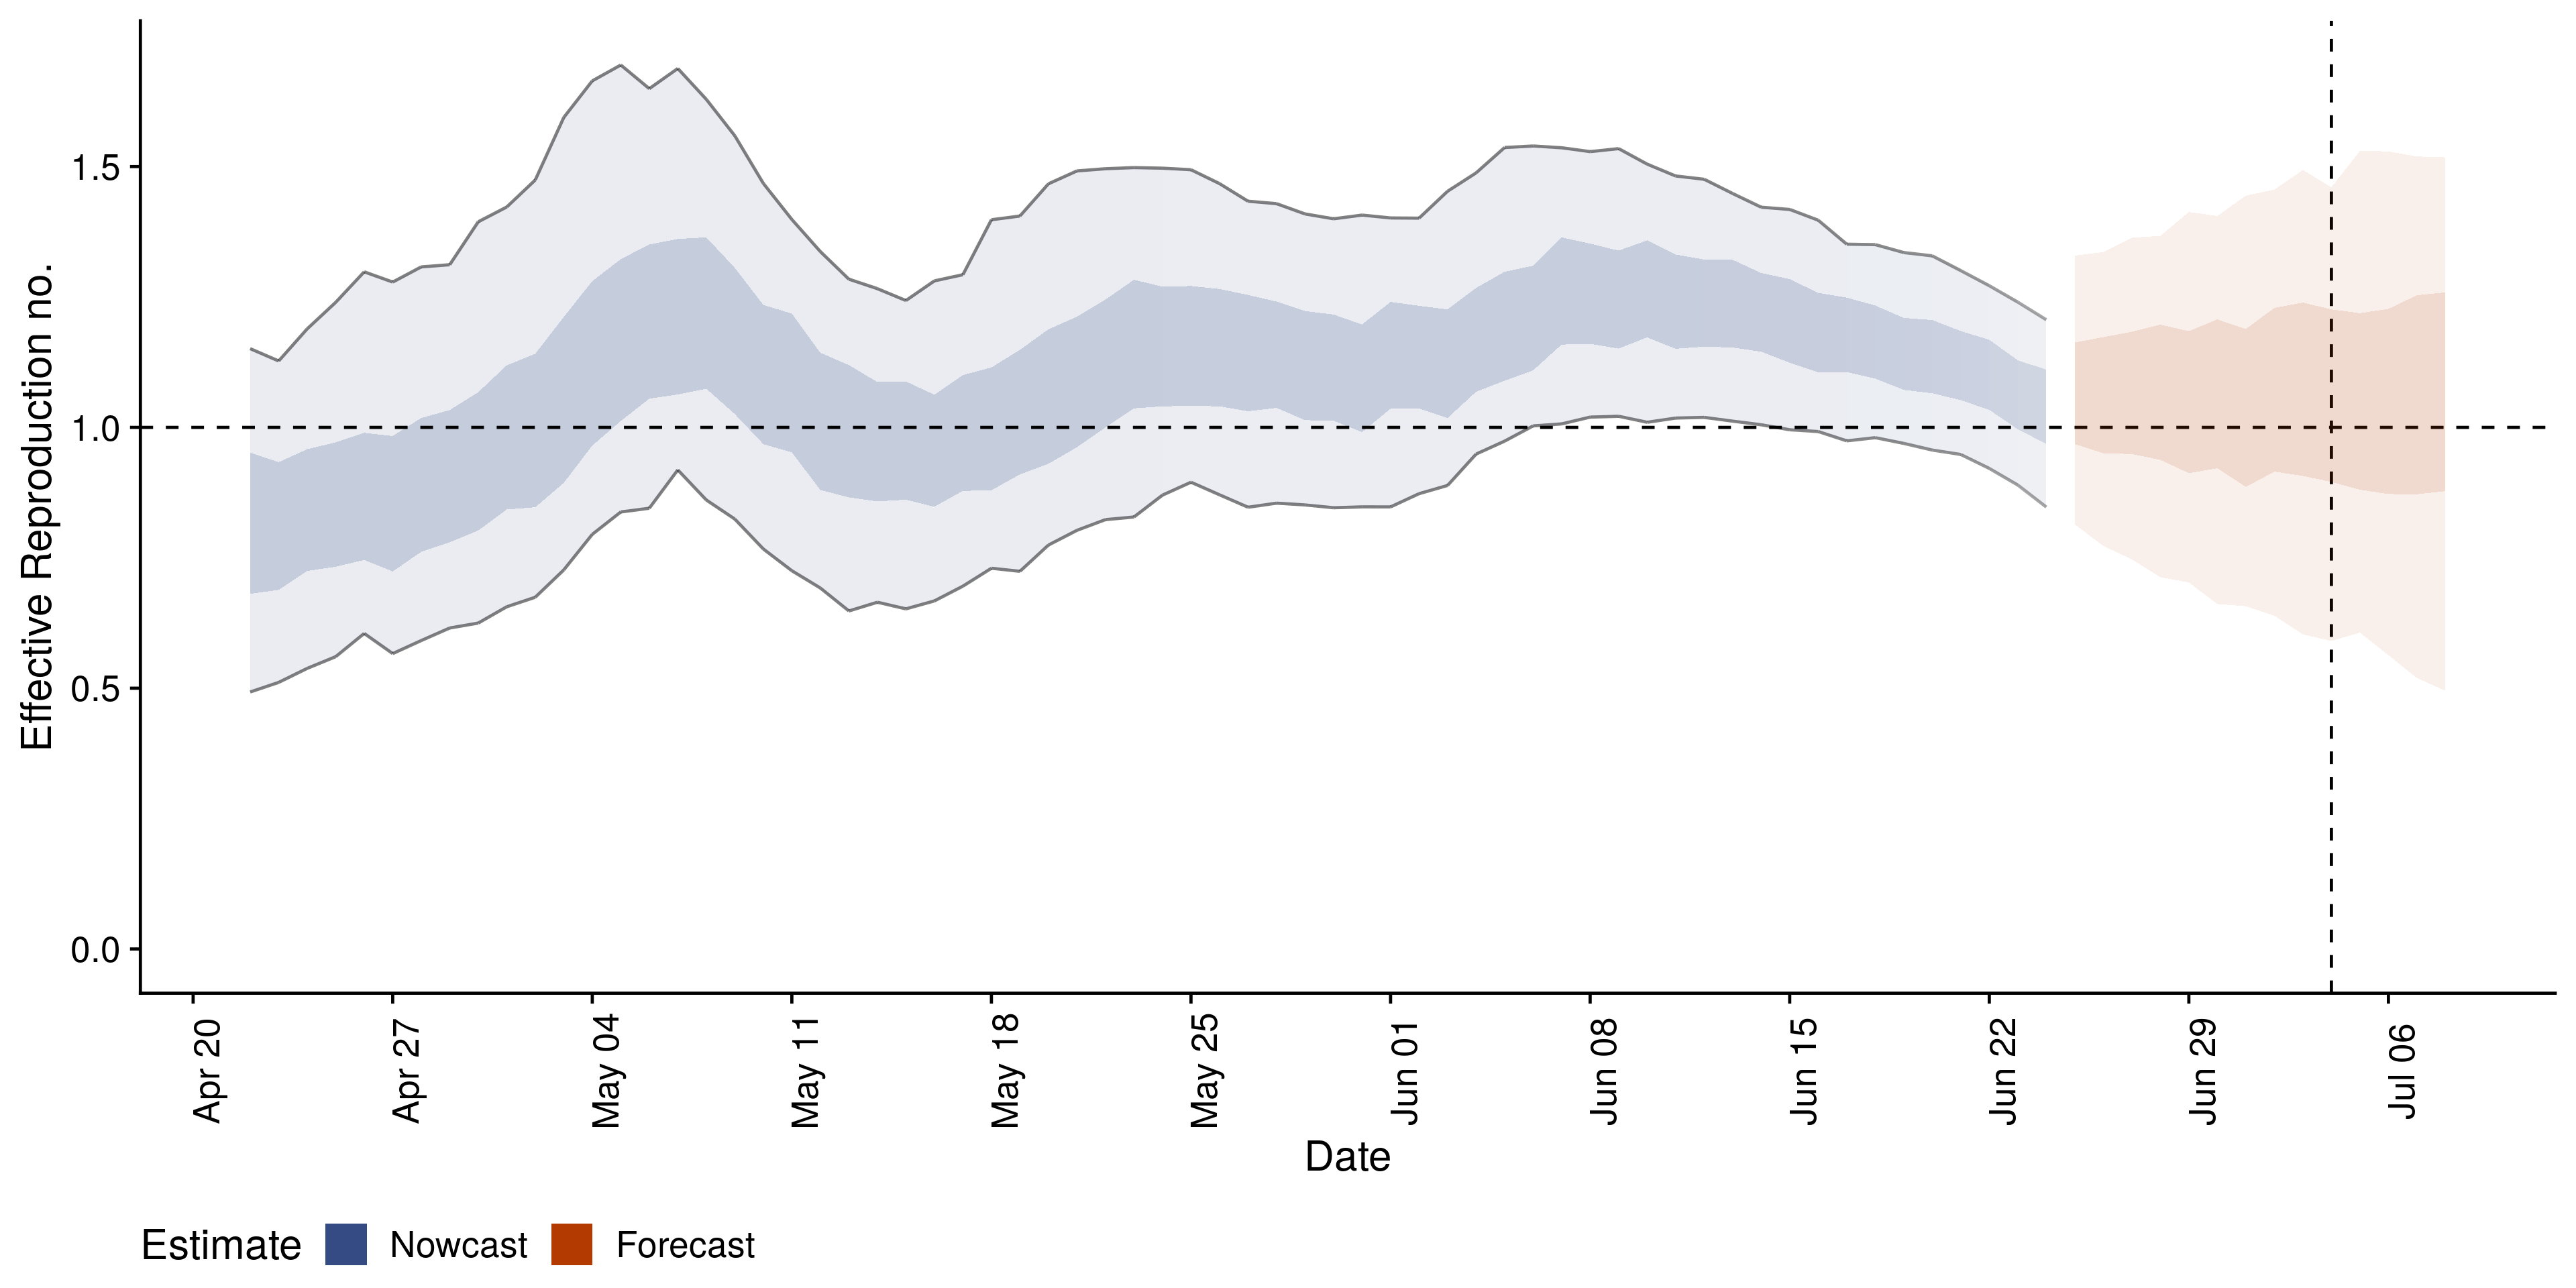 Effective Reproduction no.
1.5
1.0
0.5
0.0
Apr 20
Apr 27
May 04
May 11
May 18
May 25
Jun 01
Jun 08
Jun 15
Jun 22
Jun 29
Jul 06
Date
Estimate Nowcast Forecast